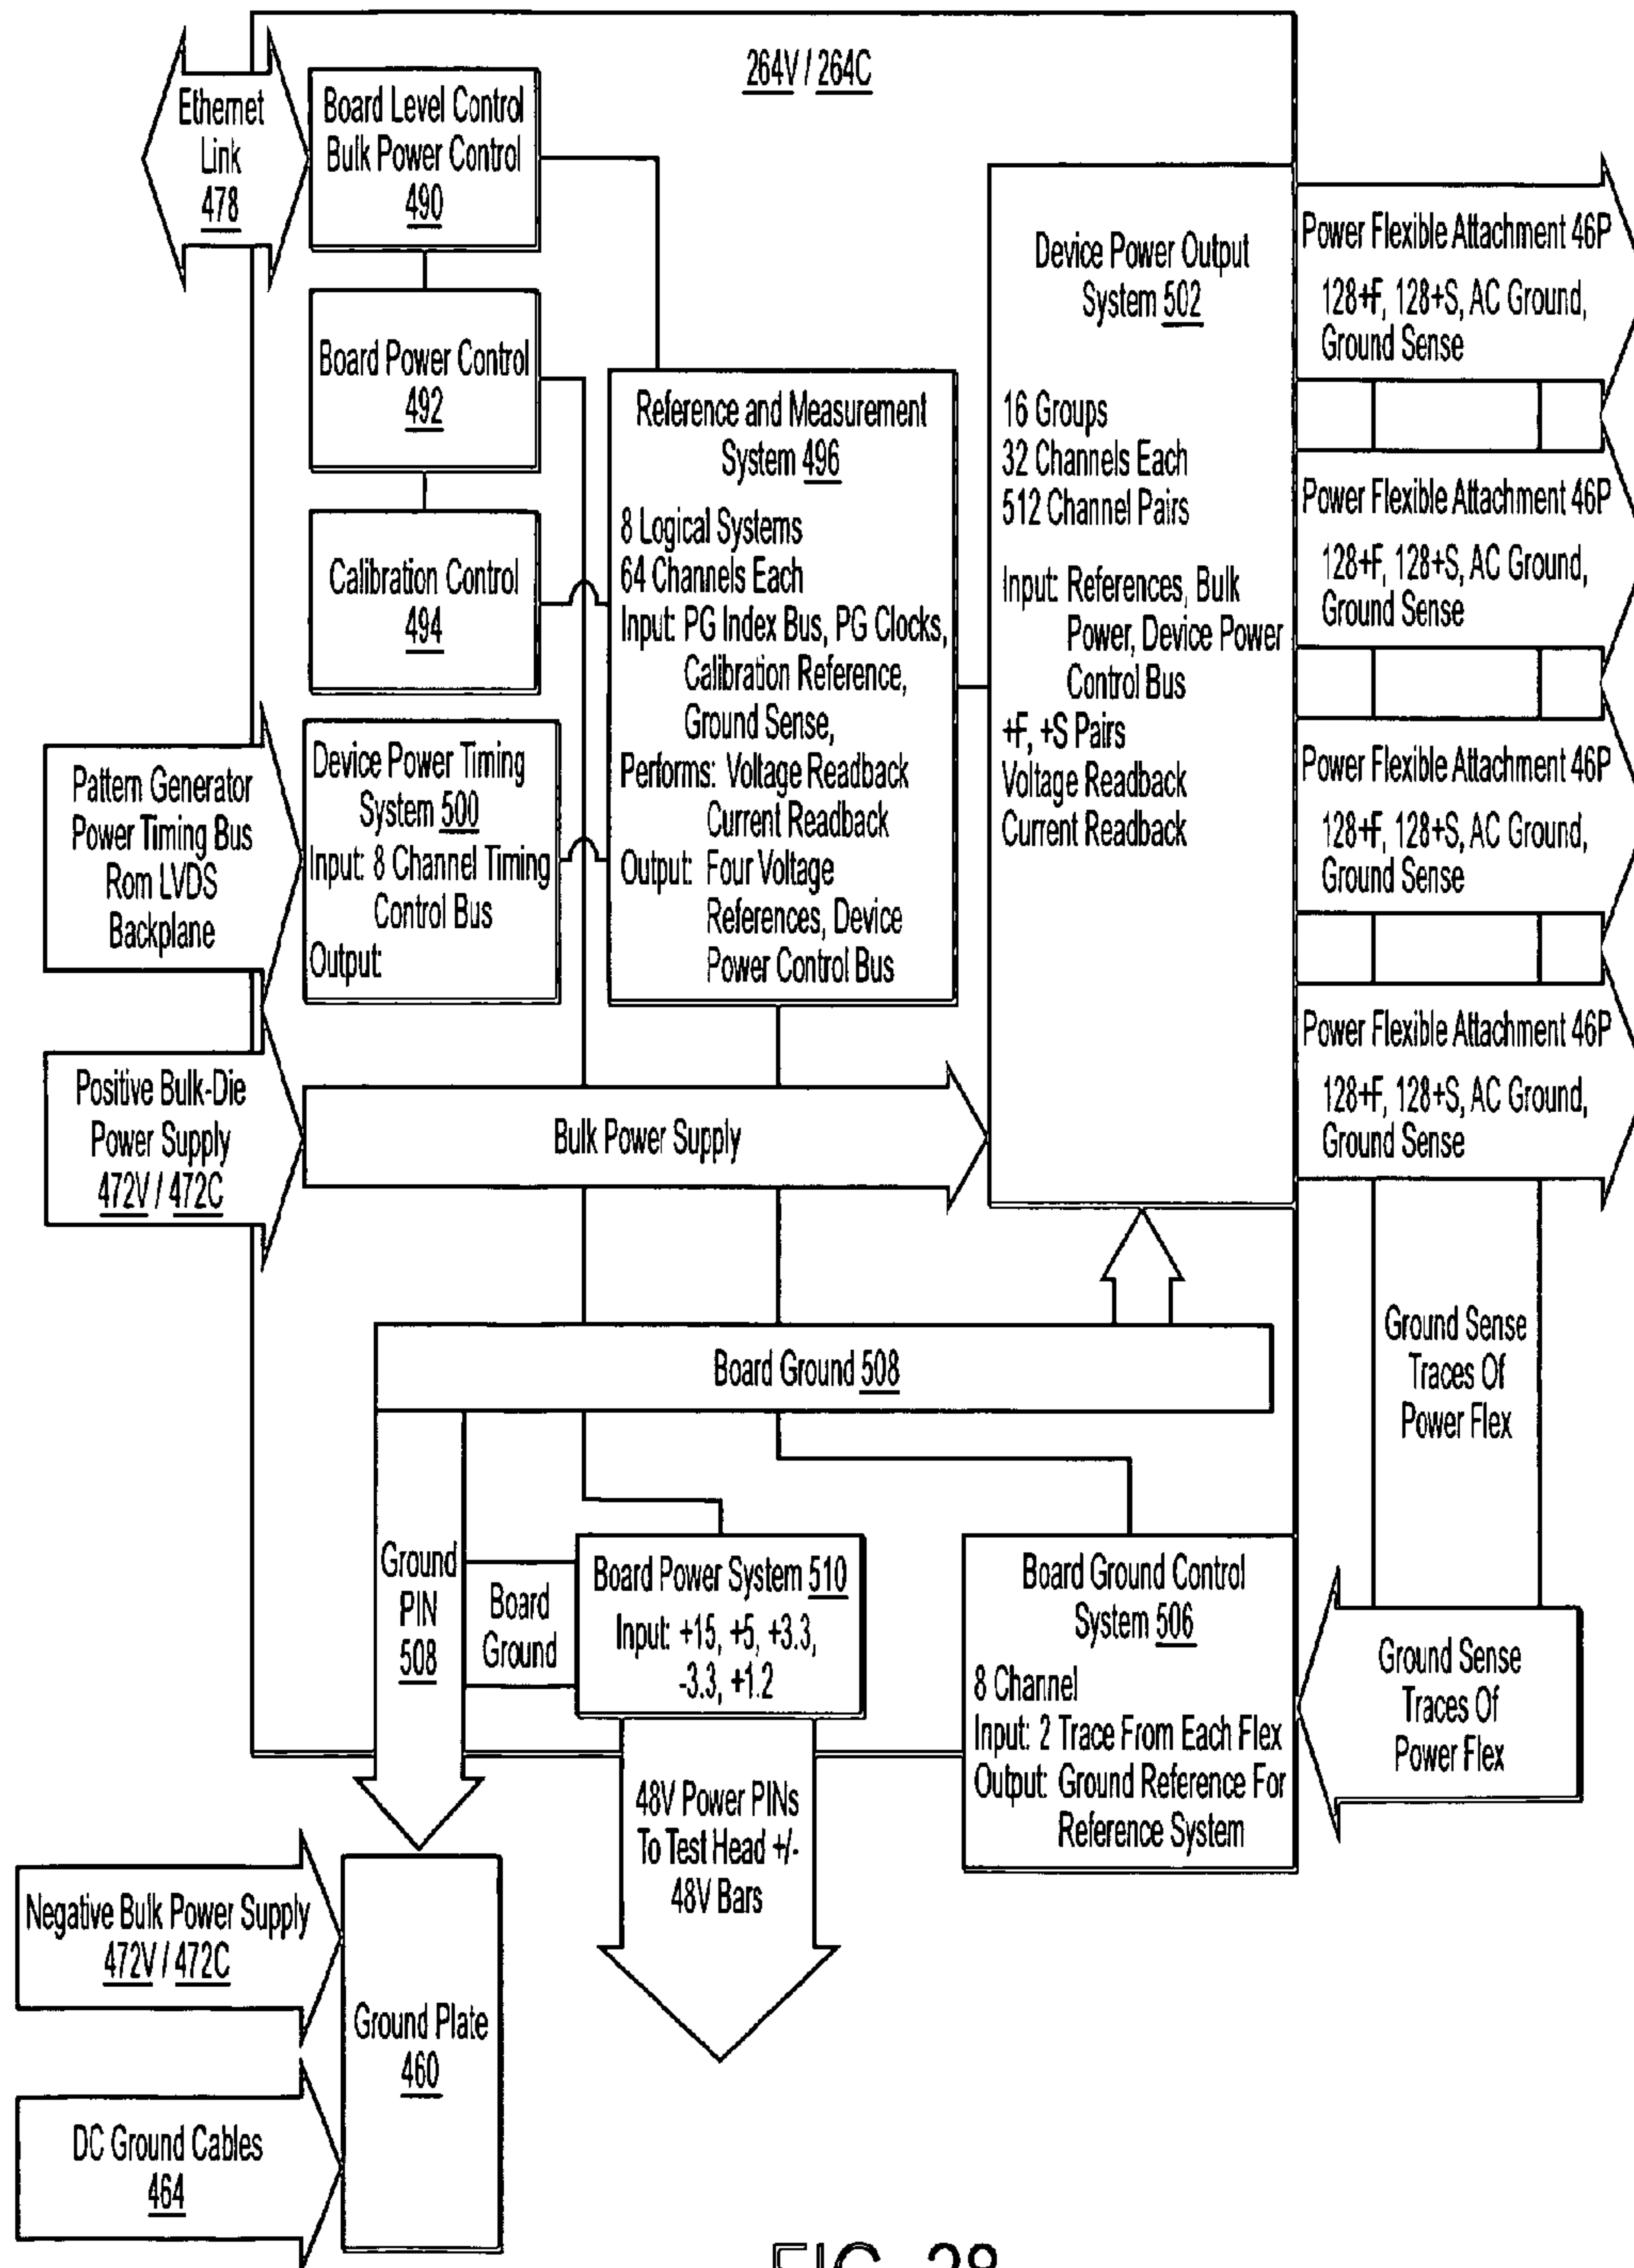 264V / 264C
Ethernet
Link
478
Board Level Control
Bulk Power Control
490
Board Power Control
492
Calibration Control
494
Pattern Generator
Power Timing Bus
Rom LVDS
Backplane
Device Power Timing
System 500
Input: 8 Channel Timing
Control Bus
Output:
Reference and Measurement
System 496
8 Logical Systems
64 Channels Each
Input: PG Index Bus, PG Clocks,
Calibration Reference,
Ground Sense,
Performs: Voltage Readback
Current Readback
Output: Four Voltage
References, Device
Power Control Bus
Device Power Output
System 502
16 Groups
32 Channels Each
512 Channel Pairs
Input: References, Bulk
Power, Device Power
Control Bus
+F, +S Pairs
Voltage Readback
Current Readback
Power Flexible Attachment 46P
128+F, 128+S, AC Ground,
Ground Sense
Power Flexible Attachment 46P
128+F, 128+S, AC Ground,
Ground Sense
Power Flexible Attachment 46P
128+F, 128+S, AC Ground,
Ground Sense
Power Flexible Attachment 46P
128+F, 128+S, AC Ground,
Ground Sense
Positive Bulk-Die
Power Supply
472V / 472C
Bulk Power Supply
Board Ground 508
Ground Sense
Traces Of
Power Flex
Ground
PIN
508
Board
Ground
Board Power System 510
Input: +15, +5, +3.3,
-3.3, +1.2
Board Ground Control
System 506
8 Channel
Input: 2 Trace From Each Flex
Output: Ground Reference For
Reference System
Ground Sense
Traces Of
Power Flex
48V Power PINs
To Test Head +/-
48V Bars
Negative Bulk Power Supply
472V / 472C
Ground Plate
460
DC Ground Cables
464
FIG. 28